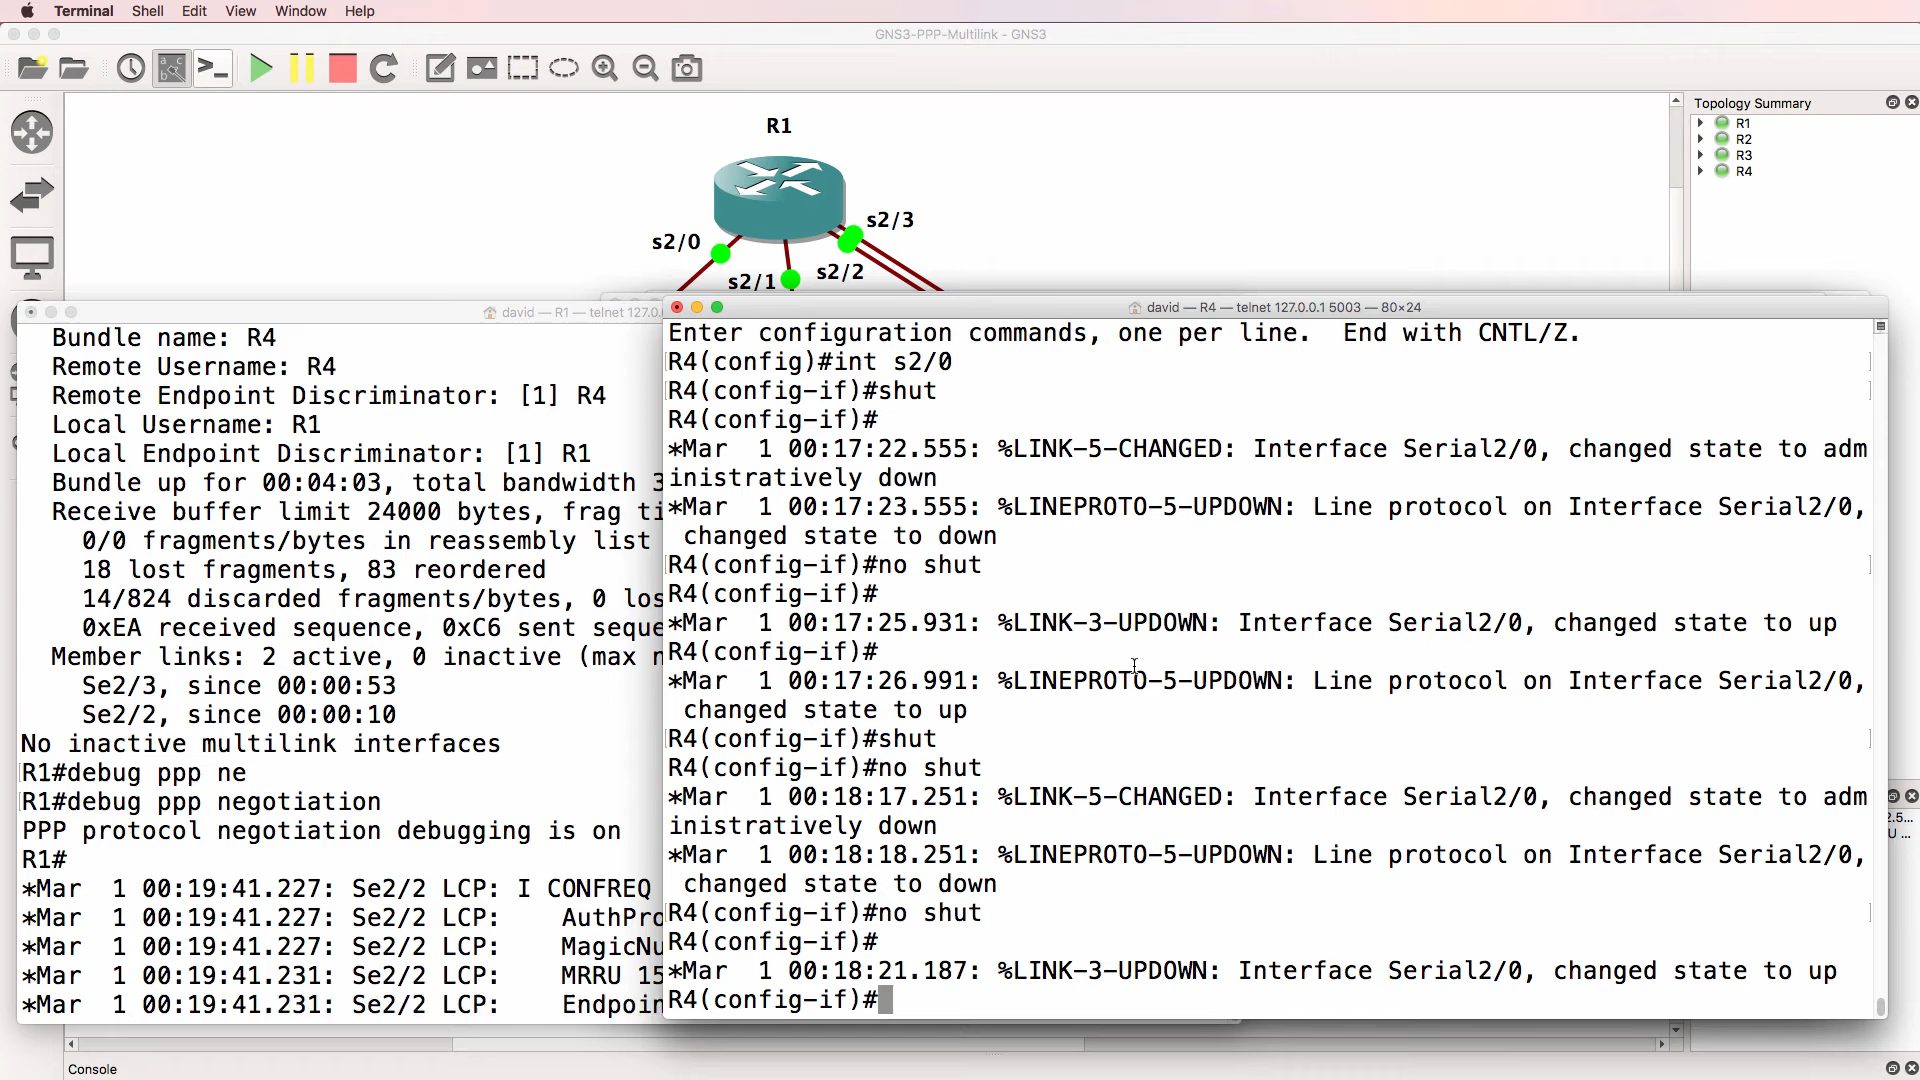 Terminal Shell Edit View Window Help
GNS3-PPP-Multilink - GNS3
Topology Summary
R1
R2
R3
R4
R1
s2/0
s2/1
s2/2
s2/3
david — R1 — telnet 127.0.0
Bundle name: R4
Remote Username: R4
Remote Endpoint Discriminator: [1] R4
Local Username: R1
Local Endpoint Discriminator: [1] R1
Bundle up for 00:04:03, total bandwidth 3
Receive buffer limit 24000 bytes, frag ti
0/0 fragments/bytes in reassembly list
18 lost fragments, 83 reordered
14/824 discarded fragments/bytes, 0 los
0xEA received sequence, 0xC6 sent seque
Member links: 2 active, 0 inactive (max n
Se2/3, since 00:00:53
Se2/2, since 00:00:10
No inactive multilink interfaces
R1#debug ppp ne
R1#debug ppp negotiation
PPP protocol negotiation debugging is on
R1#
*Mar  1 00:19:41.227: Se2/2 LCP: I CONFREQ
*Mar  1 00:19:41.227: Se2/2 LCP:    AuthPro
*Mar  1 00:19:41.227: Se2/2 LCP:    MagicNu
*Mar  1 00:19:41.231: Se2/2 LCP:    MRRU 15
*Mar  1 00:19:41.231: Se2/2 LCP:    Endpoin
david — R4 — telnet 127.0.0.1 5003 — 80×24
Enter configuration commands, one per line.  End with CNTL/Z.
R4(config)#int s2/0
R4(config-if)#shut
R4(config-if)#
*Mar  1 00:17:22.555: %LINK-5-CHANGED: Interface Serial2/0, changed state to adm
inistratively down
*Mar  1 00:17:23.555: %LINEPROTO-5-UPDOWN: Line protocol on Interface Serial2/0,
changed state to down
R4(config-if)#no shut
R4(config-if)#
*Mar  1 00:17:25.931: %LINK-3-UPDOWN: Interface Serial2/0, changed state to up
R4(config-if)#
*Mar  1 00:17:26.991: %LINEPROTO-5-UPDOWN: Line protocol on Interface Serial2/0,
changed state to up
R4(config-if)#shut
R4(config-if)#no shut
*Mar  1 00:18:17.251: %LINK-5-CHANGED: Interface Serial2/0, changed state to adm
inistratively down
*Mar  1 00:18:18.251: %LINEPROTO-5-UPDOWN: Line protocol on Interface Serial2/0,
changed state to down
R4(config-if)#no shut
R4(config-if)#
*Mar  1 00:18:21.187: %LINK-3-UPDOWN: Interface Serial2/0, changed state to up
R4(config-if)#
2.5...
U ...
Console